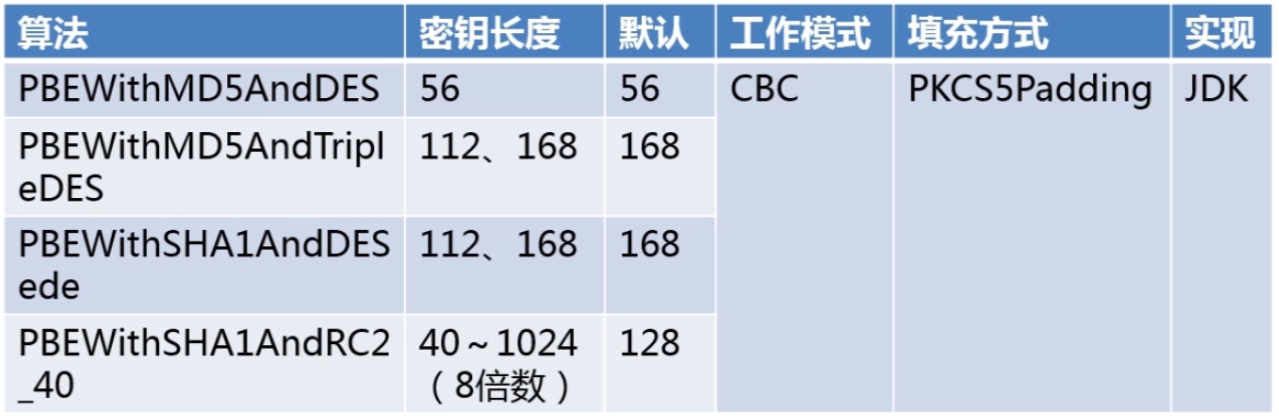 算法 密钥长度 默认 工作模式 填充方式 实现
PBEWithMD5AndDES 56 56 CBC PKCS5Padding JDK
PBEWithMD5AndTripl 112、168 168
eDES
PBEWithSHA1AndDES 112、168 168
ede
PBEWithSHA1AndRC2 40～1024 128
_40 （8倍数）